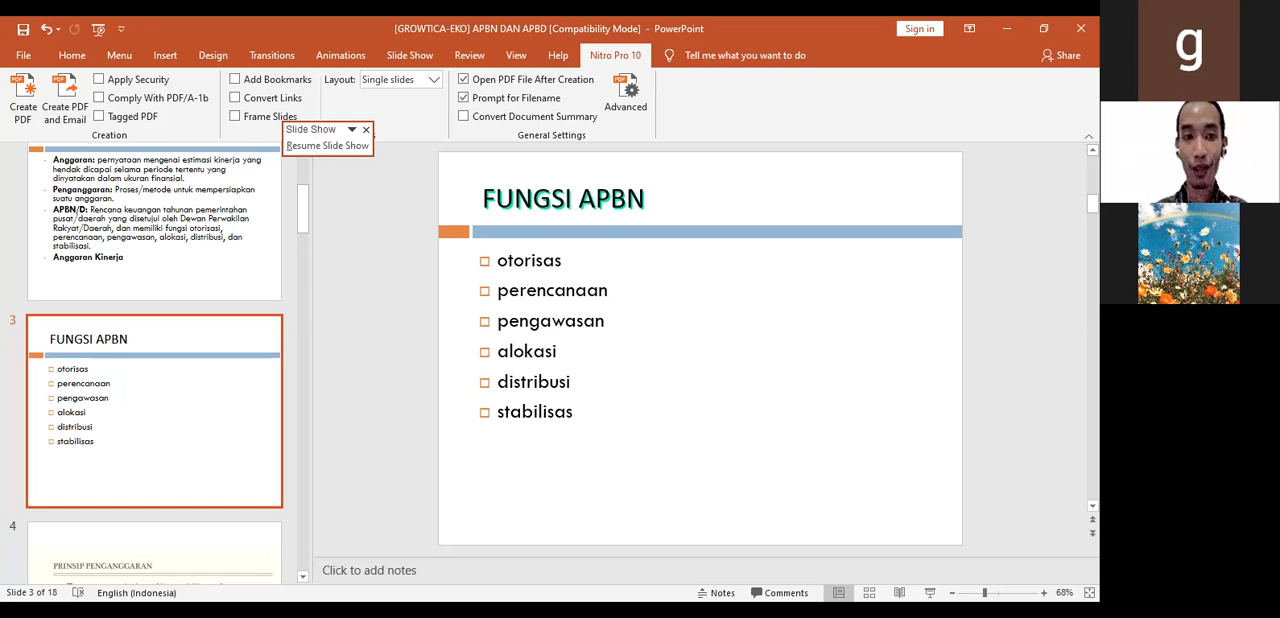 [GROWTICA-EKO] APBN DAN APBD [Compatibility Mode] - PowerPoint
Sign in
File Home Menu Insert Design Transitions Animations Slide Show Review View Help Nitro Pro 10 Tell me what you want to do Share
PDF PDF Apply Security Add Bookmarks Layout: Single slides Open PDF File After Creation PDF
Create PDF Create PDF and Email Comply With PDF/A-1b Convert Links Prompt for Filename Advanced
Tagged PDF Frame Slides Convert Document Summary
Creation General Settings
Slide Show
Resume Slide Show
Anggaran: pernyataan mengenai estimasi kinerja yang
hendak dicapai selama periode tertentu yang
dinyatakan dalam ukuran finansial.
Penganggaran: Proses/metode untuk mempersiapkan
suatu anggaran.
APBN/D: Rencana keuangan tahunan pemerintahan
pusat/daerah yang disetujui oleh Dewan Perwakilan
Rakyat/Daerah, dan memiliki fungsi otorisasi,
perencanaan, pengawasan, alokasi, distribusi, dan
stabilisasi.
Anggaran Kinerja
3
FUNGSI APBN
otorisas
perencanaan
pengawasan
alokasi
distribusi
stabilisas
4
PRINSIP PENGANGGARAN
FUNGSI APBN
otorisas
perencanaan
pengawasan
alokasi
distribusi
stabilisas
Click to add notes
Slide 3 of 18 English (Indonesia) Notes Comments 68%
g